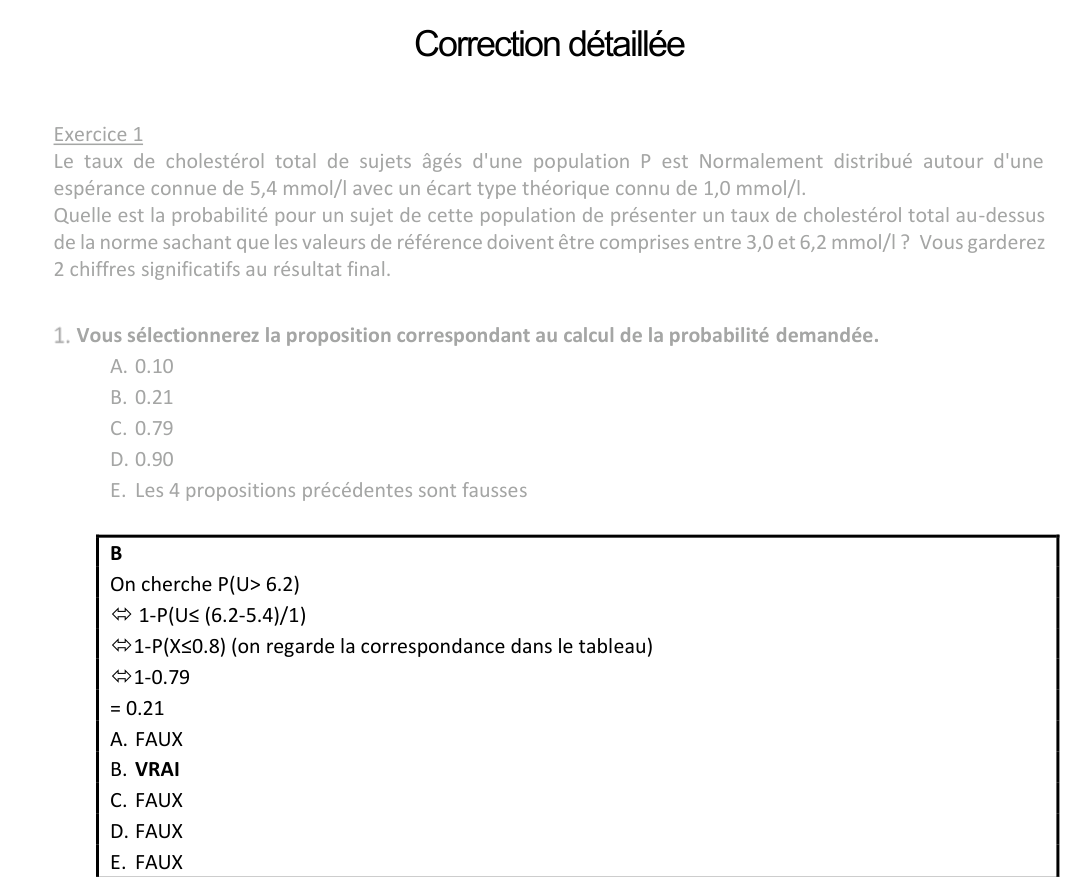 Correction détaillée
Exercice 1
Le taux de cholestérol total de sujets âgés d'une population P est Normalement distribué autour d'une
espérance connue de 5,4 mmol/l avec un écart type théorique connu de 1,0 mmol/l.
Quelle est la probabilité pour un sujet de cette population de présenter un taux de cholestérol total au-dessus
de la norme sachant que les valeurs de référence doivent être comprises entre 3,0 et 6,2 mmol/l ? Vous garderez
2 chiffres significatifs au résultat final.
1. Vous sélectionnerez la proposition correspondant au calcul de la probabilité demandée.
A. 0.10
B. 0.21
C. 0.79
D. 0.90
E. Les 4 propositions précédentes sont fausses
B
On cherche P(U> 6.2)
⇔ 1-P(U≤ (6.2-5.4)/1)
⇔1-P(X≤0.8) (on regarde la correspondance dans le tableau)
⇔1-0.79
= 0.21
A. FAUX
B. VRAI
C. FAUX
D. FAUX
E. FAUX